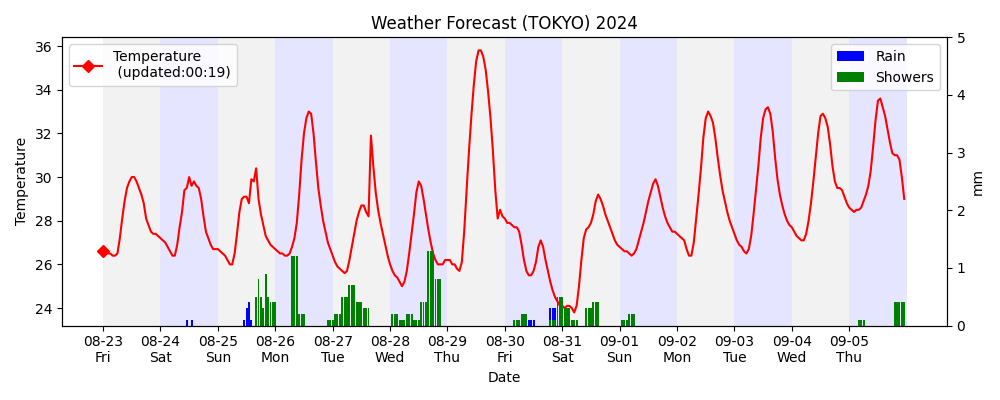 Weather Forecast (TOKYO) 2024
Temperature
(updated:00:19)
Rain
Showers
36
34
32
30
28
26
24
Temperature
5
4
3
2
1
0
mm
08-23 08-24 08-25 08-26 08-27 08-28 08-29 08-30 08-31 09-01 09-02 09-03 09-04 09-05
Fri Sat Sun Mon Tue Wed Thu Fri Sat Sun Mon Tue Wed Thu
Date